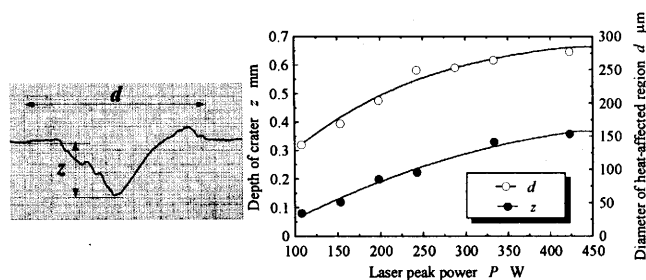 d
z
Depth of crater z mm
0.7
0.6
0.5
0.4
0.3
0.2
0.1
0
300
250
200
150
100
50
0
Diameter of heat-affected region d μm
d
z
100 150 200 250 300 350 400 450
Laser peak power P W